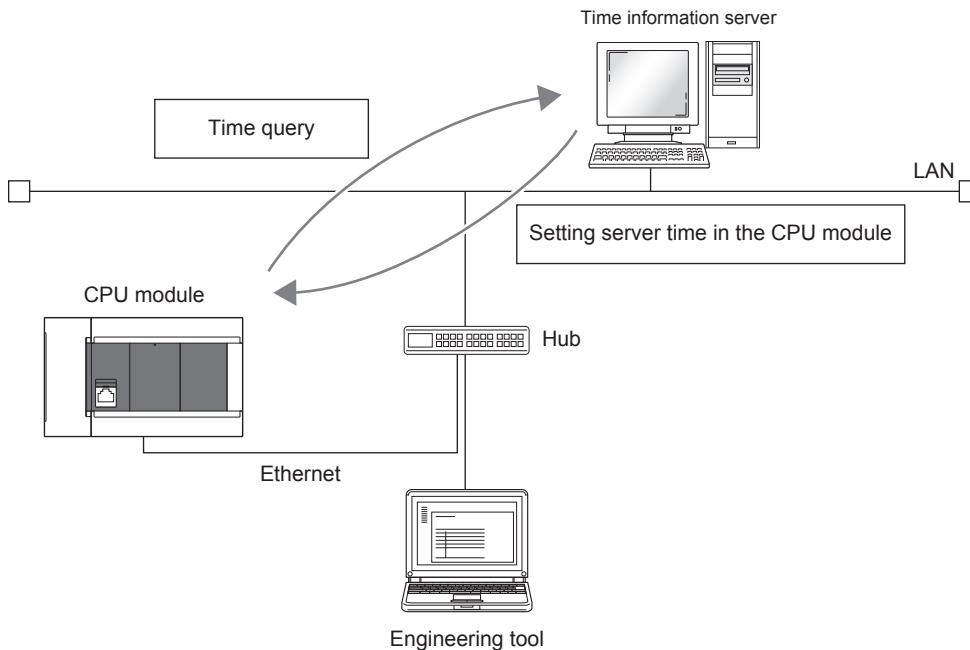 Time information server
Time query
LAN
Setting server time in the CPU module
CPU module
Hub
Ethernet
Engineering tool